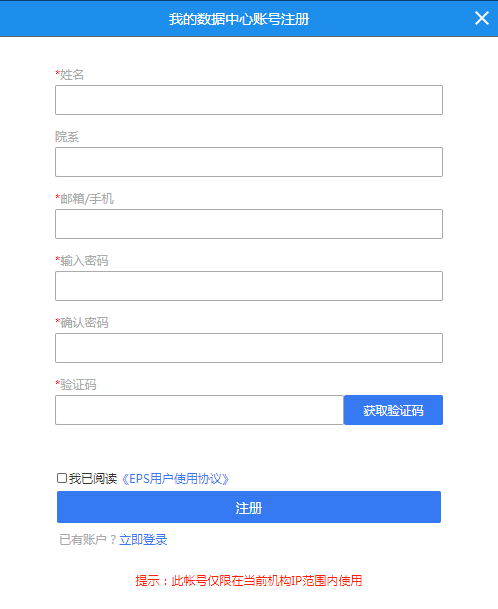 我的数据中心账号注册
*姓名
院系
*邮箱/手机
*输入密码
*确认密码
*验证码
获取验证码
我已阅读《EPS用户使用协议》
注册
已有账户？立即登录
提示：此帐号仅限在当前机构IP范围内使用